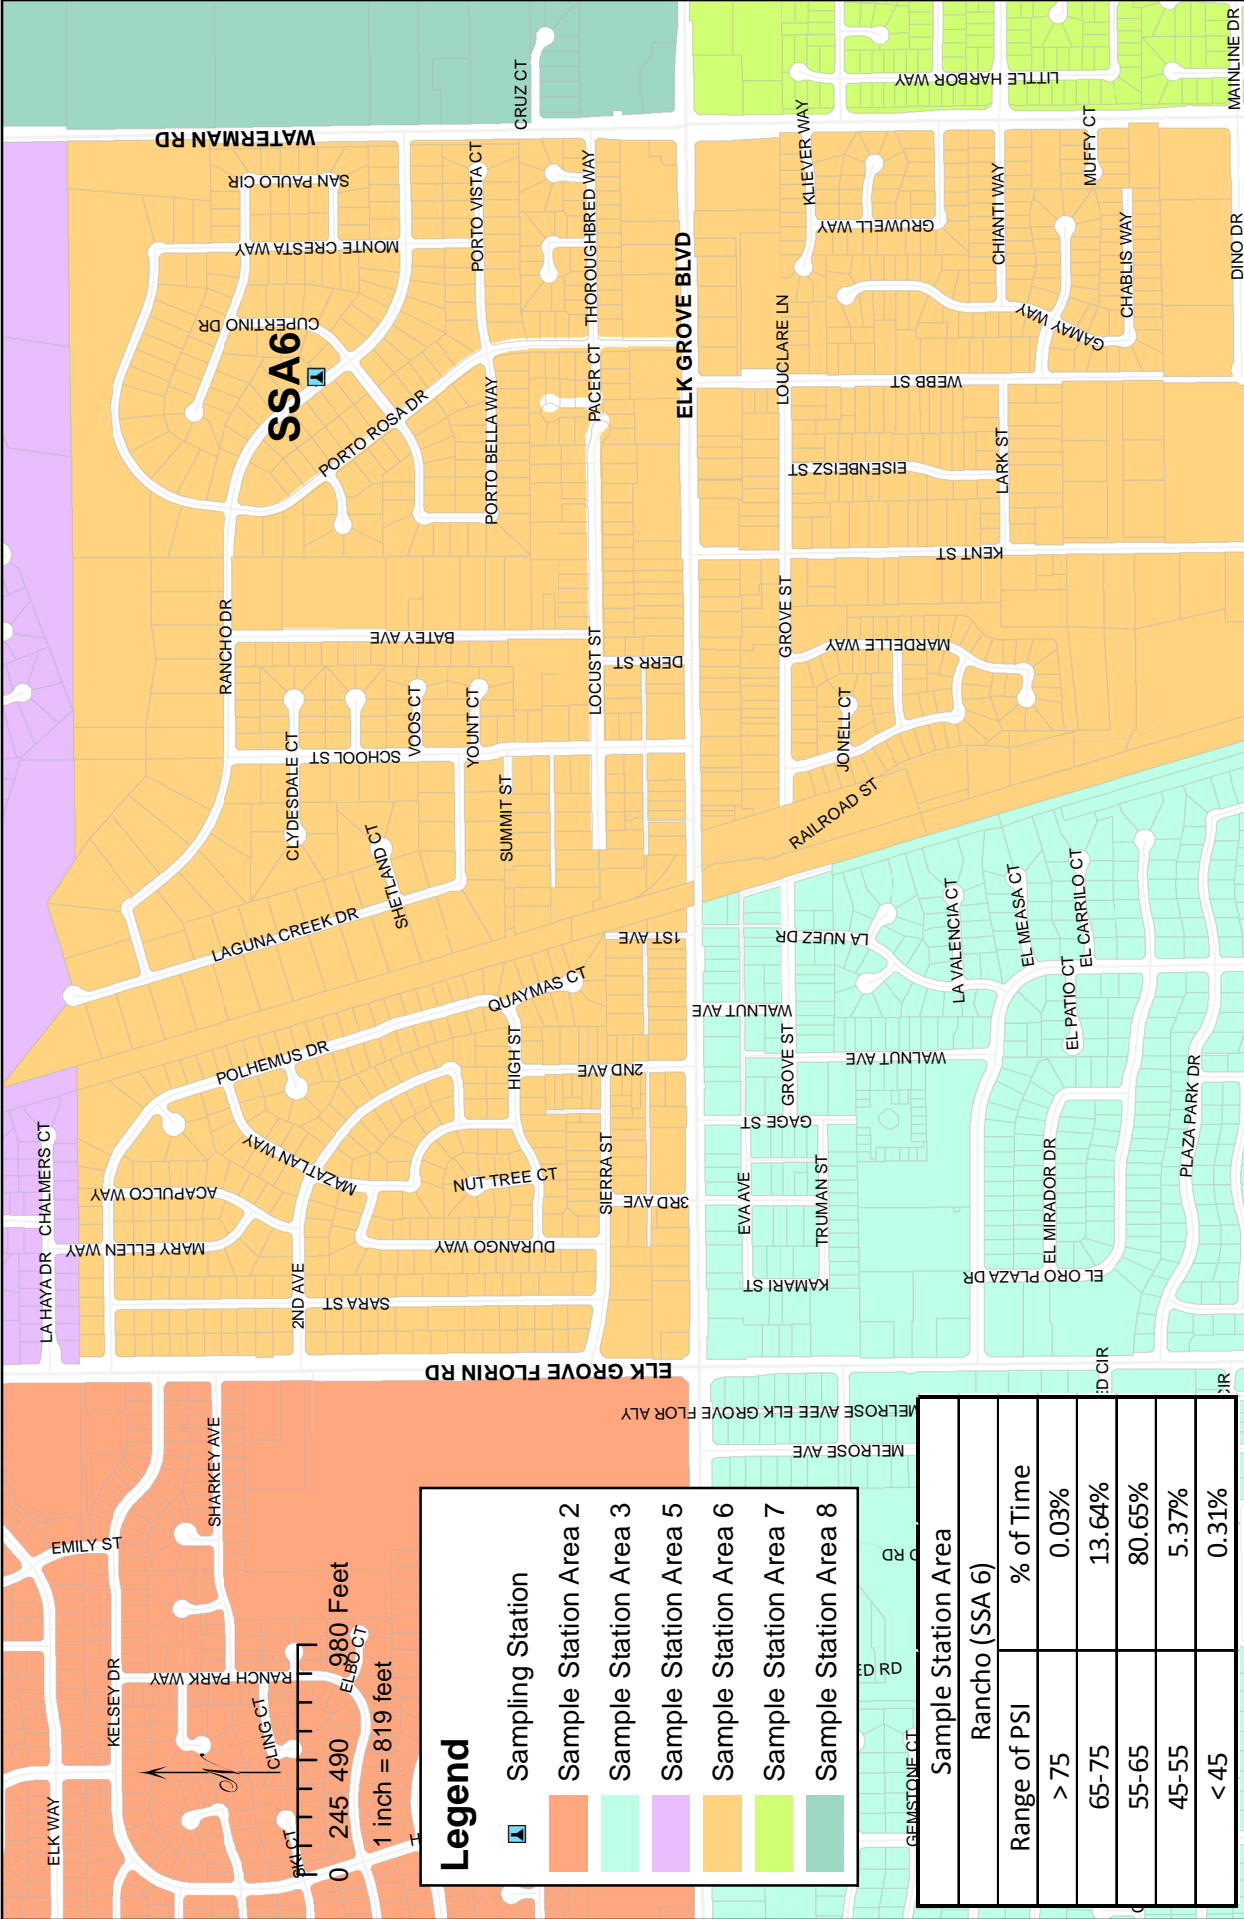 WATERMAN RD
CRUZ CT
LITTLE HARBOR WAY
MAINLINE DR
SAN PAULO CIR
MONTE CRESTA WAY
PORTO VISTA CT
THOROUGHBRED WAY
KLIEVER WAY
GRUWELL WAY
CHIANTI WAY
MUFFY CT
CHABLIS WAY
DINO DR
CUPERTINO DR
SSA6
PORTO ROSA DR
PORTO BELLA WAY
PACER CT
ELK GROVE BLVD
LOUCLARE LN
WEBB ST
GAMAY WAY
EISENBEISZ ST
LARK ST
KENT ST
RANCHO DR
BATEY AVE
LOCUST ST
DERR ST
GROVE ST
MARDELLE WAY
JONELL CT
CLYDESDALE CT
SCHOOL ST
VOOS CT
YOUNT CT
SUMMIT ST
SHETLAND CT
LAGUNA CREEK DR
RAILROAD ST
1ST AVE
LA NUEZ DR
LA VALENCIA CT
EL MEASA CT
EL CARRILO CT
EL PATIO CT
QUAYMAS CT
POLHEMUS DR
HIGH ST
2ND AVE
WALNUT AVE
GROVE ST
WALNUT AVE
GAGE ST
PLAZA PARK DR
LA HAYA DR
CHALMERS CT
ACAPULCO WAY
MARY ELLEN WAY
MAZATLAN WAY
NUT TREE CT
SIERRA ST
3RD AVE
EVA AVE
TRUMAN ST
EL MIRADOR DR
DURANGO WAY
2ND AVE
SARA ST
KAMARI ST
EL ORO PLAZA DR
ELK GROVE FLORIN RD
MELROSE AVEE ELK GROVE FLOR ALY
MELROSE AVE
ED CIR
CIR
SHARKEY AVE
EMILY ST
KELSEY DR
RANCH PARK WAY
ELBO CT
CLING CT
SKI CT
ELK WAY
D RD
ED RD
GEMSTONE CT
N
0 245 490 980 Feet
1 inch = 819 feet
Legend
Sampling Station
Sample Station Area 2
Sample Station Area 3
Sample Station Area 5
Sample Station Area 6
Sample Station Area 7
Sample Station Area 8
Sample Station Area
Rancho (SSA 6)
Range of PSI % of Time
> 75 0.03%
65-75 13.64%
55-65 80.65%
45-55 5.37%
< 45 0.31%